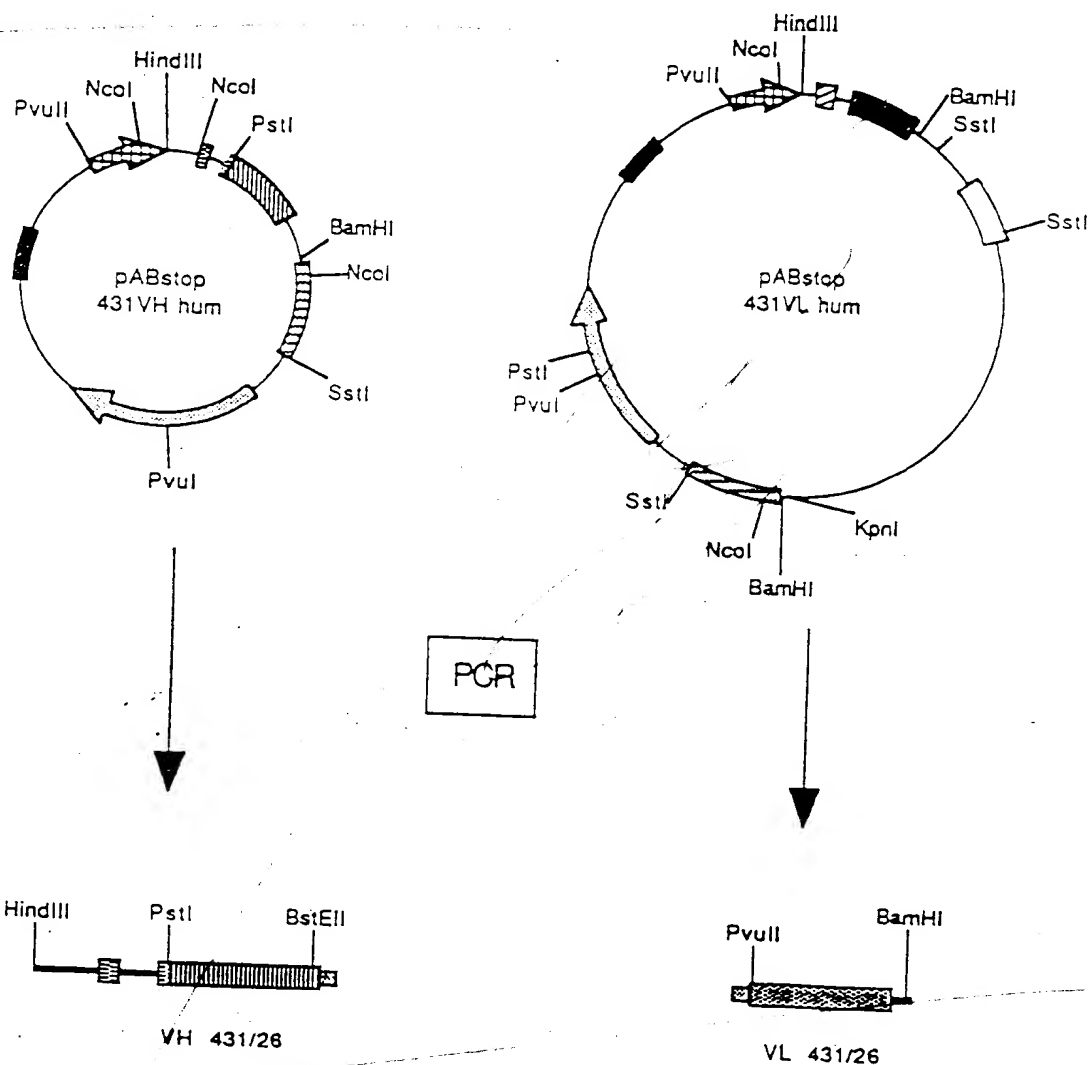 HindIII
NcoI
NcoI
PvuII
PstI
BamHI
NcoI
pABstop
431VH hum
SstI
PvuI
HindIII
NcoI
PvuII
BamHI
SstI
SstI
pABstop
431VL hum
PstI
PvuI
SstI
NcoI
KpnI
BamHI
PCR
HindIII
PstI
BstEII
VH 431/26
PvuII
BamHI
VL 431/26